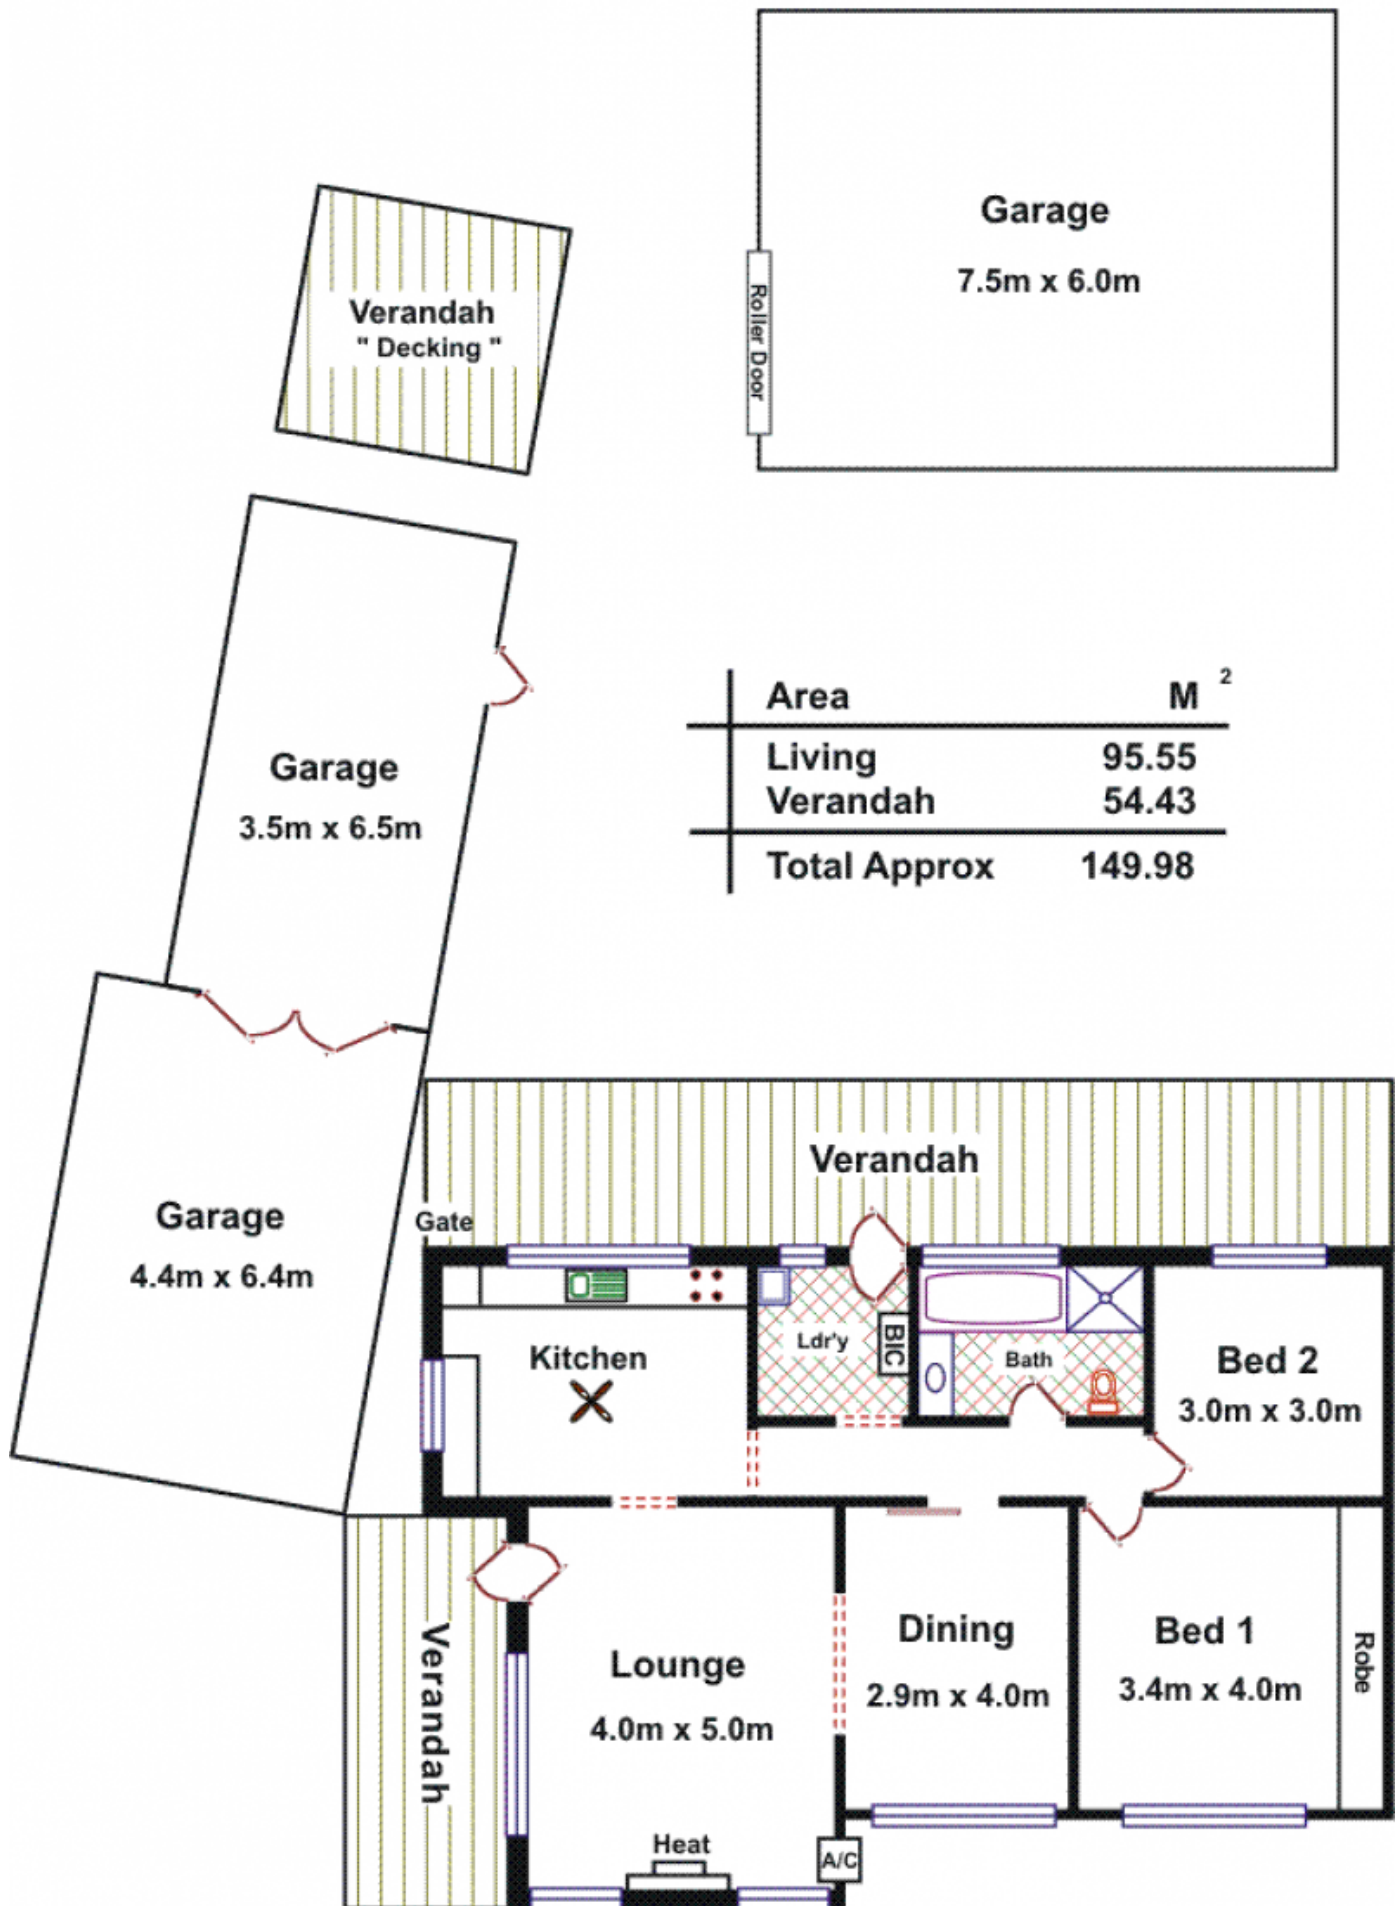 Garage
7.5m x 6.0m
Roller Door
Verandah
" Decking "
Area M 2
Living 95.55
Verandah 54.43
Total Approx 149.98
Garage
3.5m x 6.5m
Garage
4.4m x 6.4m
Verandah
Gate
Kitchen
Ldr'y
BIC
Bath
Bed 2
3.0m x 3.0m
Verandah
Lounge
4.0m x 5.0m
Dining
2.9m x 4.0m
Bed 1
3.4m x 4.0m
Robe
Heat
A/C